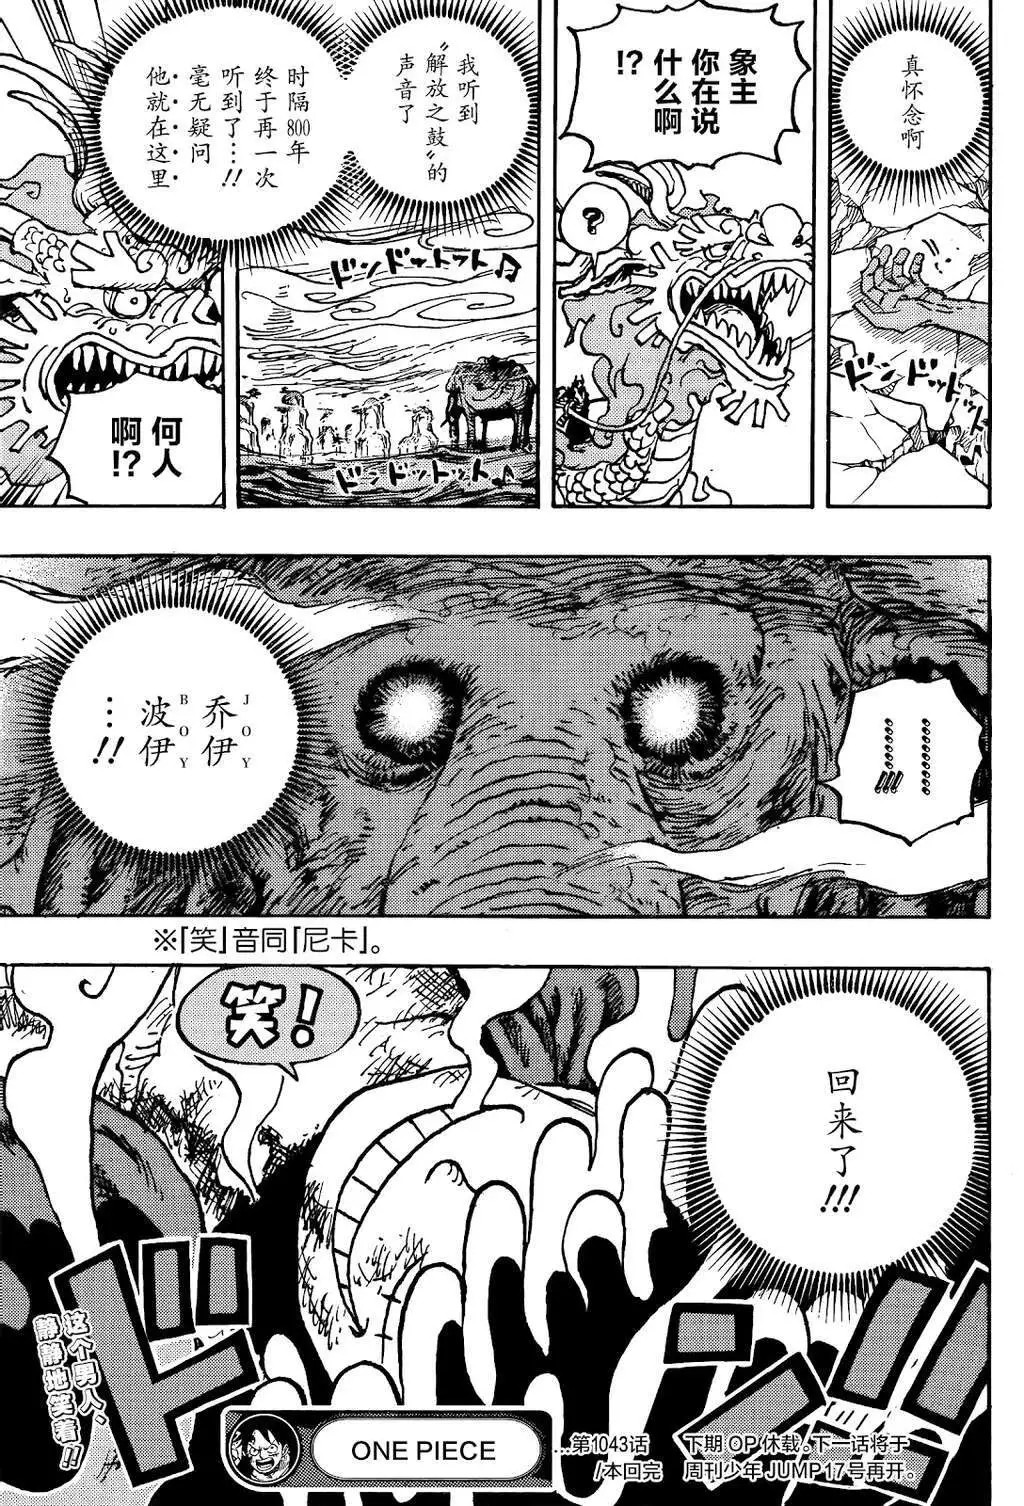 真怀念啊
ドンドットット♪
象主
你在说
什么啊
!?
?
我听到
“解放之鼓”的
声音了
时隔800年
终于再一次
听到了…!!
毫无疑问
他就在这里
ドンドットット♫
ドンドットット♪
何人
啊!?
………………!!!
乔伊
JOY
波伊
BOY
…!!
※「笑」音同「尼卡」。
回来了!!!
笑!
ド
这个男人、
静静地笑着!!
ONE PIECE
…第1043话
/本回完
下期 OP 休载。下一话将于
周刊少年 JUMP17号再开。